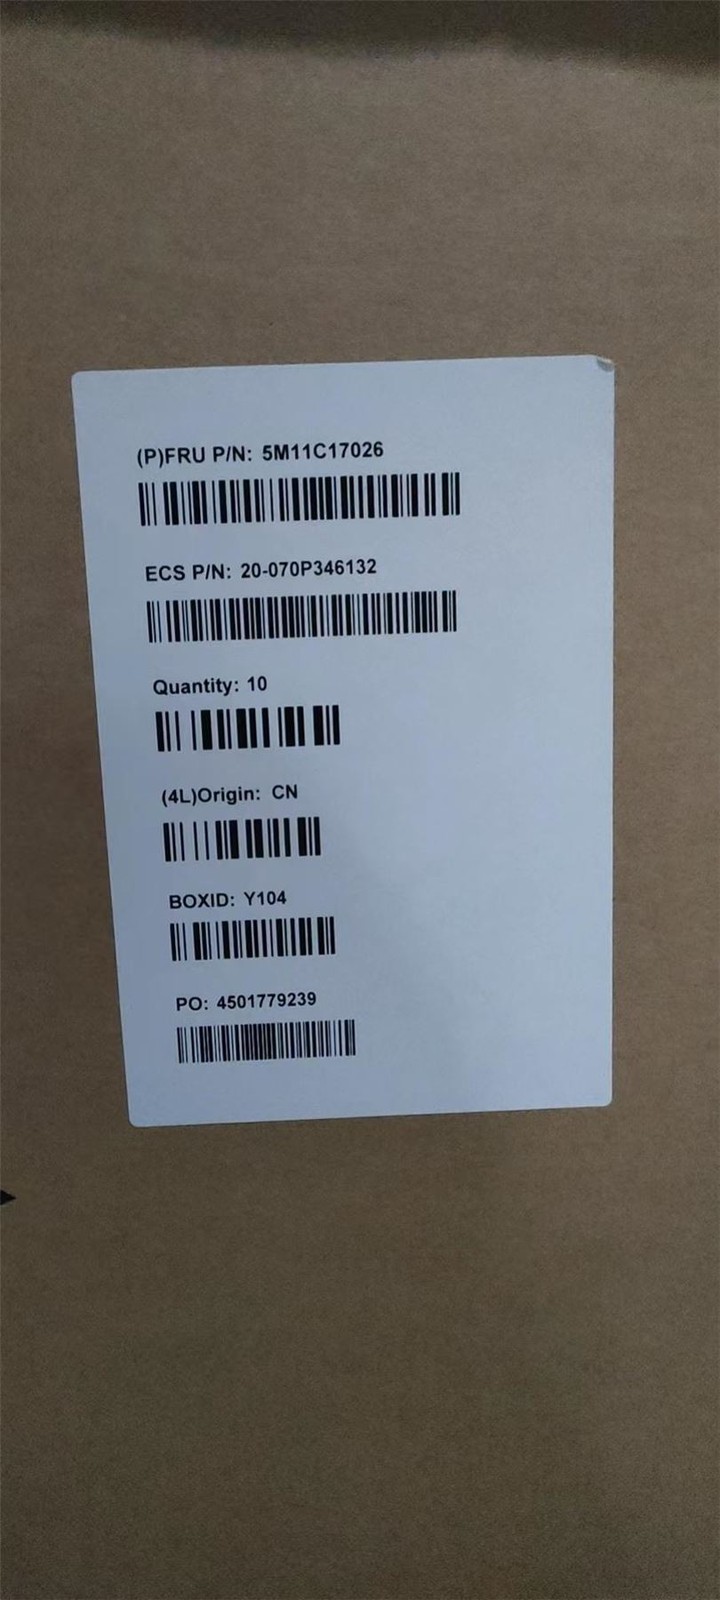 (P)FRU P/N: 5M11C17026
ECS P/N: 20-070P346132
Quantity: 10
(4L)Origin: CN
BOXID: Y104
PO: 4501779239